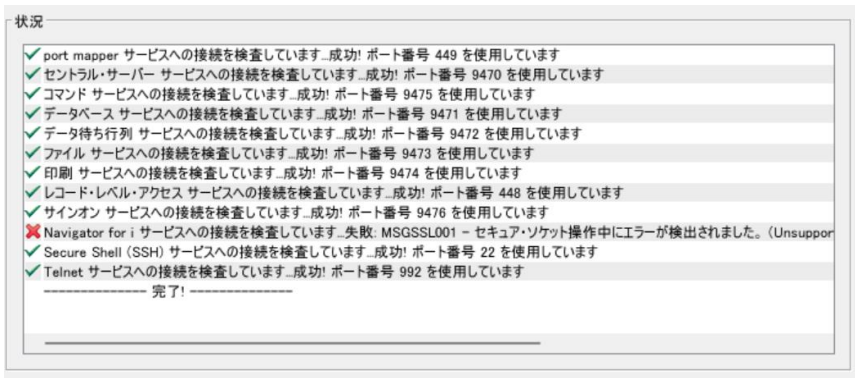 状況
port mapper サービスへの接続を検査しています...成功! ポート番号 449 を使用しています
セントラル・サーバー サービスへの接続を検査しています...成功! ポート番号 9470 を使用しています
コマンド サービスへの接続を検査しています...成功! ポート番号 9475 を使用しています
データベース サービスへの接続を検査しています...成功! ポート番号 9471 を使用しています
データ待ち行列 サービスへの接続を検査しています...成功! ポート番号 9472 を使用しています
ファイル サービスへの接続を検査しています...成功! ポート番号 9473 を使用しています
印刷 サービスへの接続を検査しています...成功! ポート番号 9474 を使用しています
レコード・レベル・アクセス サービスへの接続を検査しています...成功! ポート番号 448 を使用しています
サインオン サービスへの接続を検査しています...成功! ポート番号 9476 を使用しています
Navigator for i サービスへの接続を検査しています...失敗: MSGSSL001 - セキュア・ソケット操作中にエラーが検出されました。(Unsuppor
Secure Shell (SSH) サービスへの接続を検査しています...成功! ポート番号 22 を使用しています
Telnet サービスへの接続を検査しています...成功! ポート番号 992 を使用しています
-------------- 完了! --------------